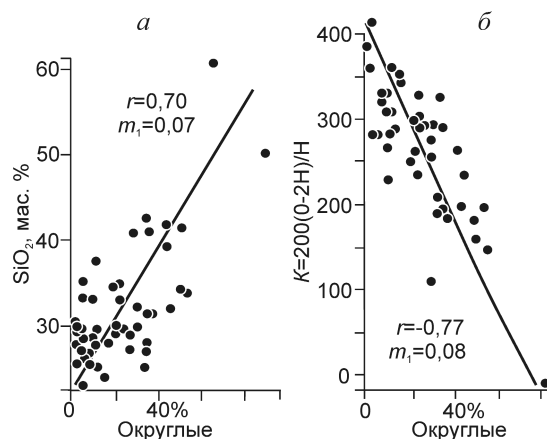 а
SiO₂, мас. %
60
50
40
30
r=0,70
m₁=0,07
0
40%
Округлые
б
K=200(0-2H)/H
400
300
200
100
0
r=-0,77
m₁=0,08
0
40%
Округлые